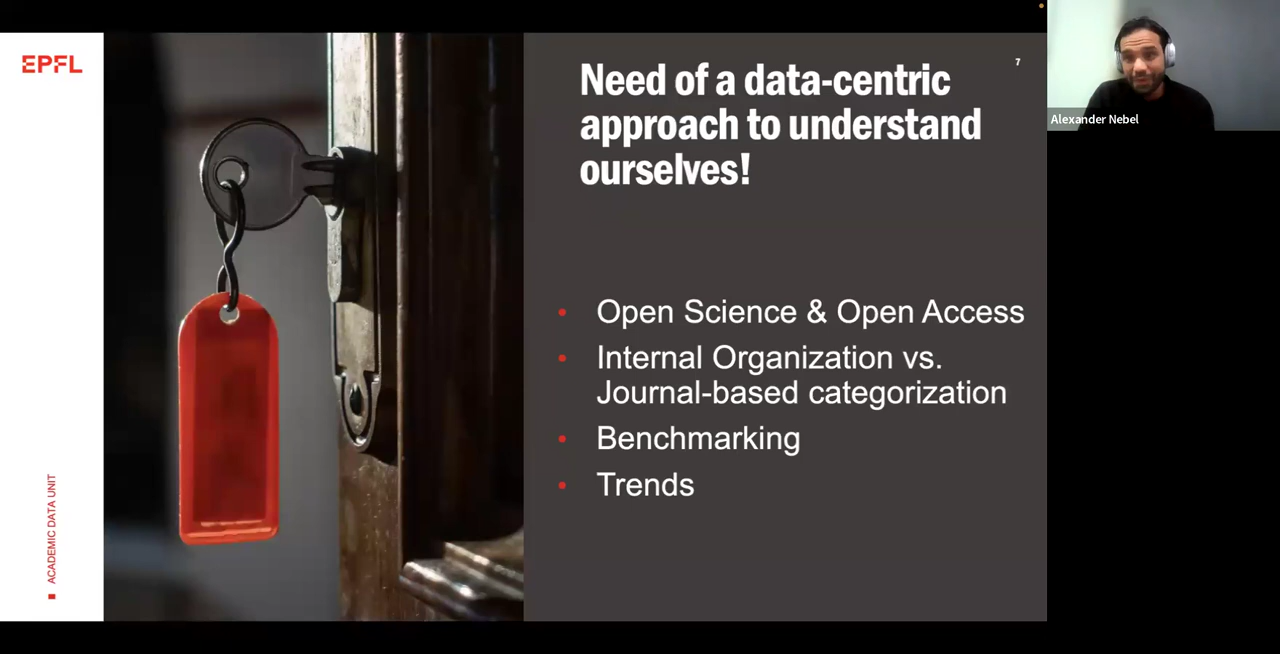 EPFL
7
Need of a data-centric
approach to understand
ourselves!
Open Science & Open Access
Internal Organization vs.
Journal-based categorization
Benchmarking
Trends
ACADEMIC DATA UNIT
Alexander Nebel